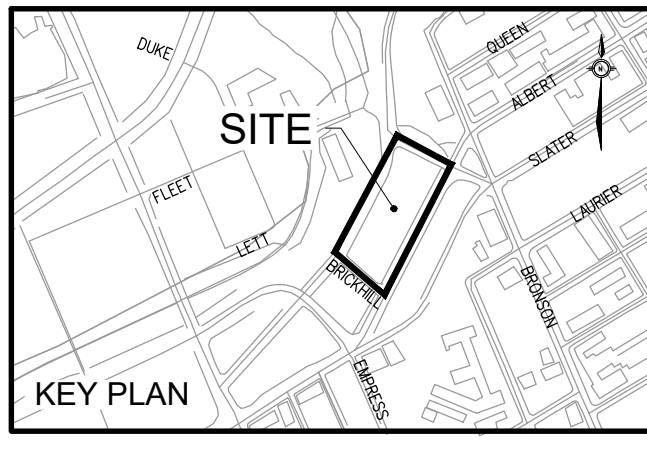 DUKE
QUEEN
ALBERT
SLATER
SITE
N
FLEET
LAURIER
LETT
BRICKHILL
BRONSON
EMPRESS
KEY PLAN